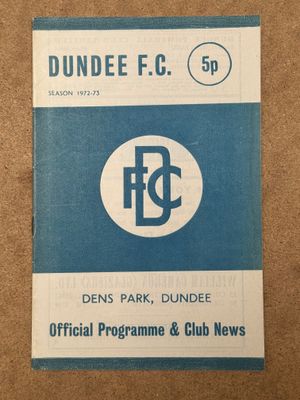 DUNDEE F.C.
5p
SEASON 1972-73
DFC
DENS PARK, DUNDEE
Official Programme & Club News